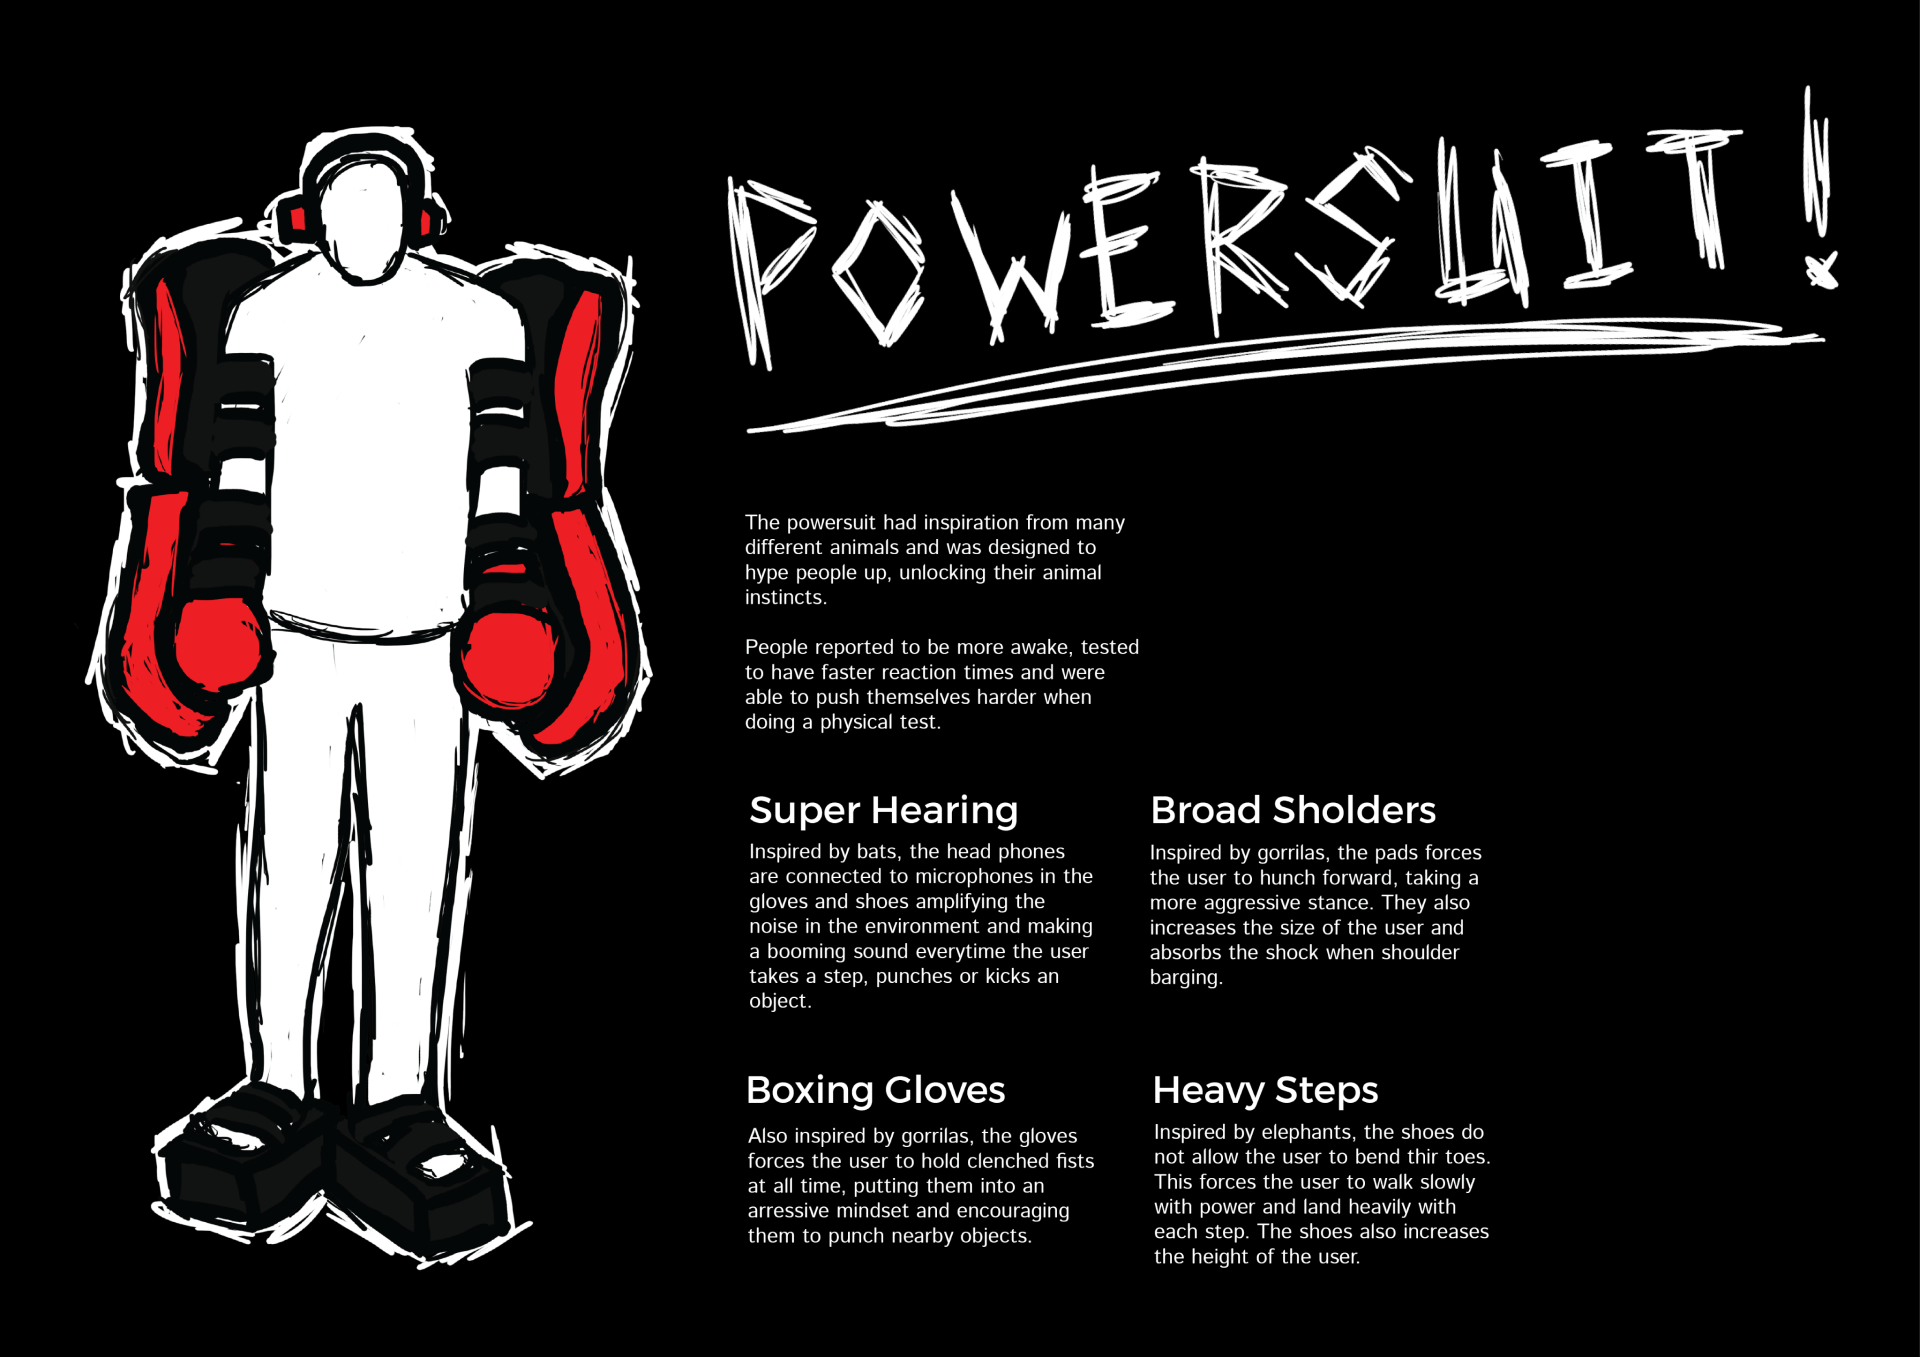 POWERSUIT!
The powersuit had inspiration from many
different animals and was designed to
hype people up, unlocking their animal
instincts.
People reported to be more awake, tested
to have faster reaction times and were
able to push themselves harder when
doing a physical test.
Super Hearing
Inspired by bats, the head phones
are connected to microphones in the
gloves and shoes amplifying the
noise in the environment and making
a booming sound everytime the user
takes a step, punches or kicks an
object.
Broad Sholders
Inspired by gorrilas, the pads forces
the user to hunch forward, taking a
more aggressive stance. They also
increases the size of the user and
absorbs the shock when shoulder
barging.
Boxing Gloves
Also inspired by gorrilas, the gloves
forces the user to hold clenched fists
at all time, putting them into an
arressive mindset and encouraging
them to punch nearby objects.
Heavy Steps
Inspired by elephants, the shoes do
not allow the user to bend thir toes.
This forces the user to walk slowly
with power and land heavily with
each step. The shoes also increases
the height of the user.